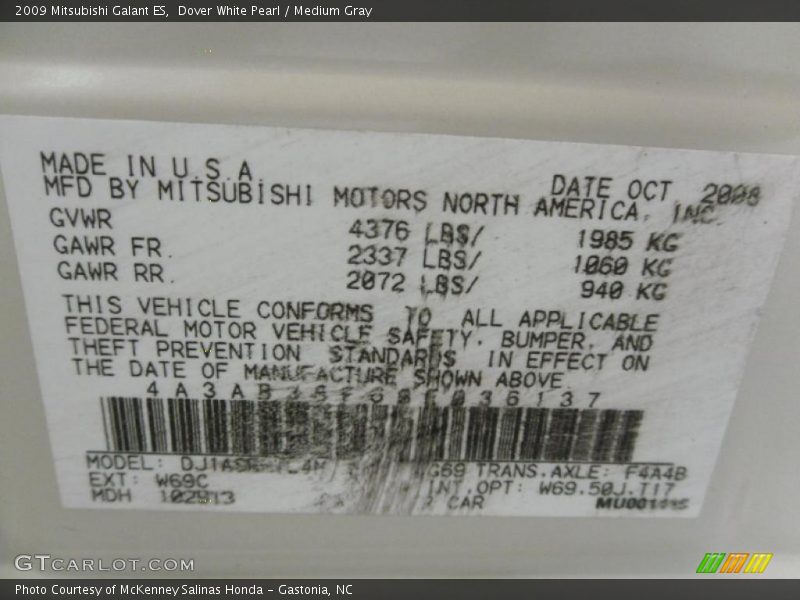 2009 Mitsubishi Galant ES,  Dover White Pearl / Medium Gray
MADE IN U.S.A.
DATE OCT 2008
MFD BY MITSUBISHI MOTORS NORTH AMERICA, INC.
GVWR 4376 LBS/ 1985 KG
GAWR FR. 2337 LBS/ 1060 KG
GAWR RR. 2072 LBS/ 940 KG
THIS VEHICLE CONFORMS TO ALL APPLICABLE
FEDERAL MOTOR VEHICLE SAFETY, BUMPER, AND
THEFT PREVENTION STANDARDS IN EFFECT ON
THE DATE OF MANUFACTURE SHOWN ABOVE.
MODEL: G69 TRANS.AXLE: F4A4B
EXT: W69C INT.OPT: W69.50J.T17
MDH 102913 CAR
GTCARLOT.COM
Photo Courtesy of McKenney Salinas Honda - Gastonia, NC